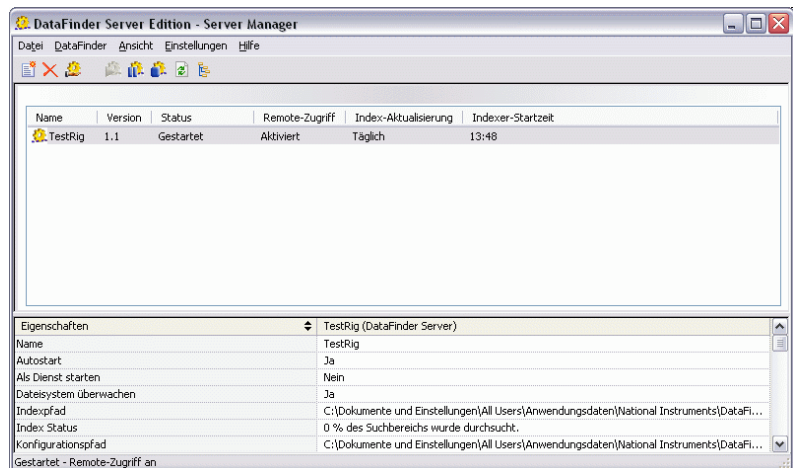 DataFinder Server Edition - Server Manager
Datei DataFinder Ansicht Einstellungen Hilfe
Name Version Status Remote-Zugriff Index-Aktualisierung Indexer-Startzeit
TestRig 1.1 Gestartet Aktiviert Täglich 13:48
Eigenschaften TestRig (DataFinder Server)
Name TestRig
Autostart Ja
Als Dienst starten Nein
Dateisystem überwachen Ja
Indexpfad C:\Dokumente und Einstellungen\All Users\Anwendungsdaten\National Instruments\DataFi...
Index Status 0 % des Suchbereichs wurde durchsucht.
Konfigurationspfad C:\Dokumente und Einstellungen\All Users\Anwendungsdaten\National Instruments\DataFi...
Gestartet - Remote-Zugriff an